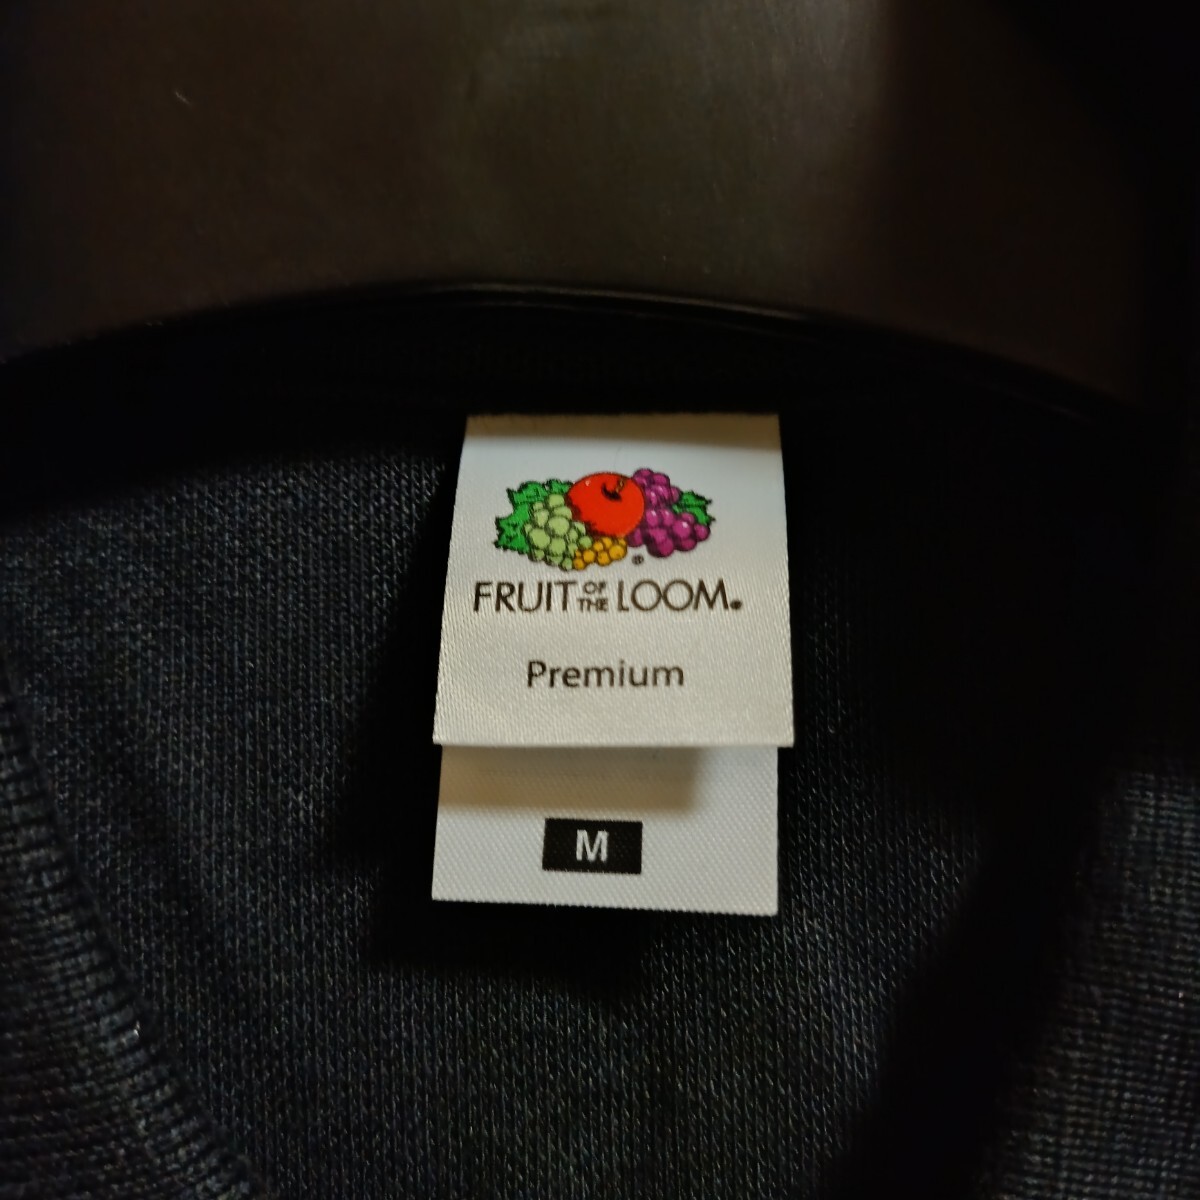 ®
FRUIT OF THE LOOM®
Premium
M